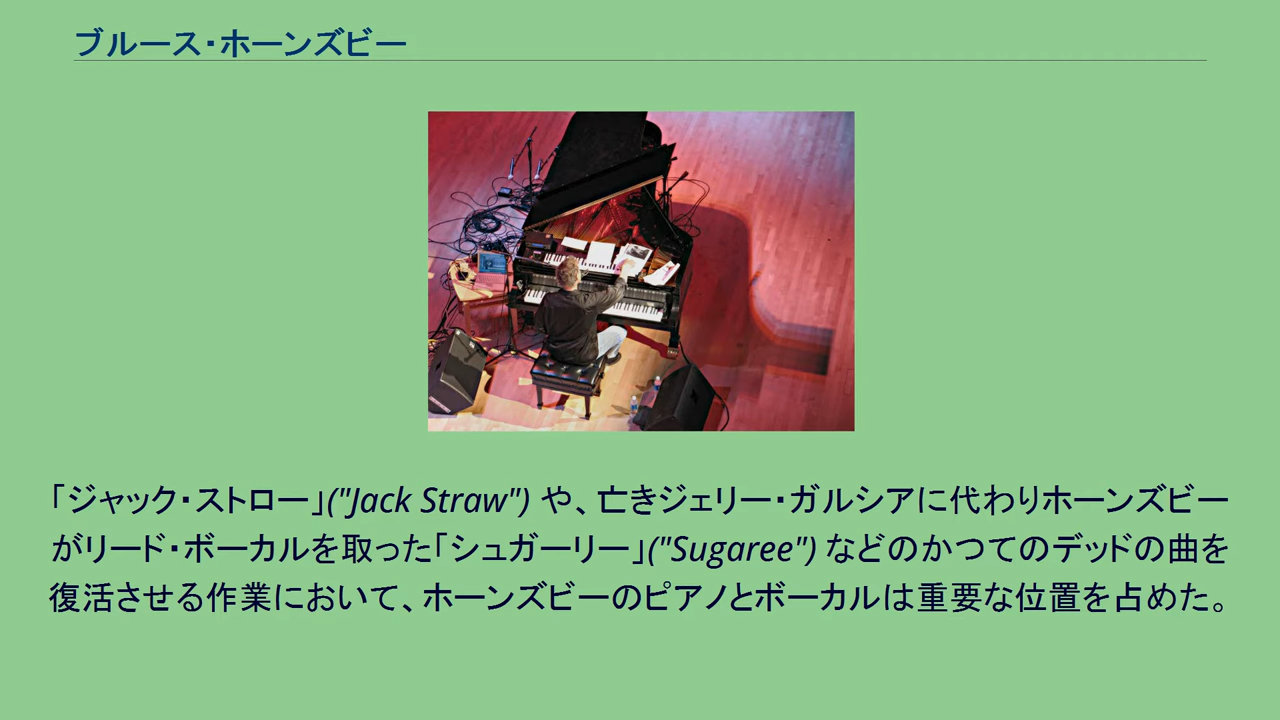 ブルース・ホーンズビー
「ジャック・ストロー」("Jack Straw") や、亡きジェリー・ガルシアに代わりホーンズビー
がリード・ボーカルを取った「シュガーリー」("Sugaree") などのかつてのデッドの曲を
復活させる作業において、ホーンズビーのピアノとボーカルは重要な位置を占めた。